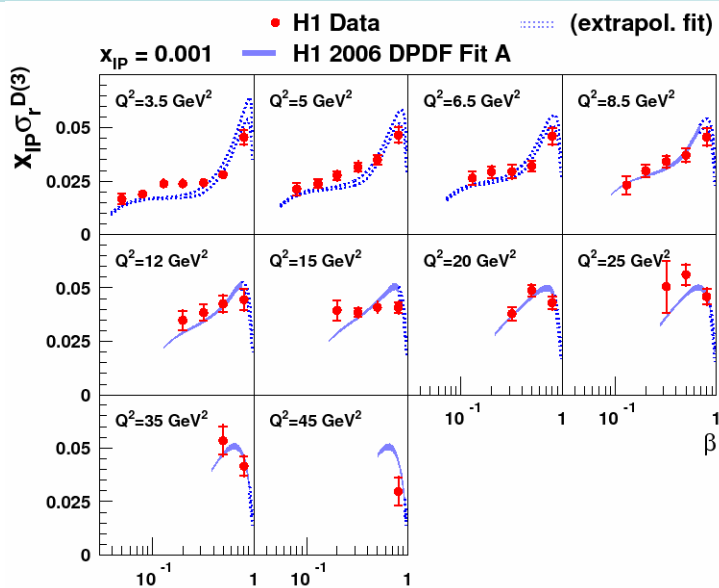 H1 Data
(extrapol. fit)
x_IP = 0.001
H1 2006 DPDF Fit A
x_IP σ_r^D(3)
Q²=3.5 GeV²
Q²=5 GeV²
Q²=6.5 GeV²
Q²=8.5 GeV²
0.05
0.025
0
Q²=12 GeV²
Q²=15 GeV²
Q²=20 GeV²
Q²=25 GeV²
0.05
0.025
0
10⁻¹ 1
10⁻¹ 1
β
Q²=35 GeV²
Q²=45 GeV²
0.05
0.025
0
10⁻¹ 1
10⁻¹ 1